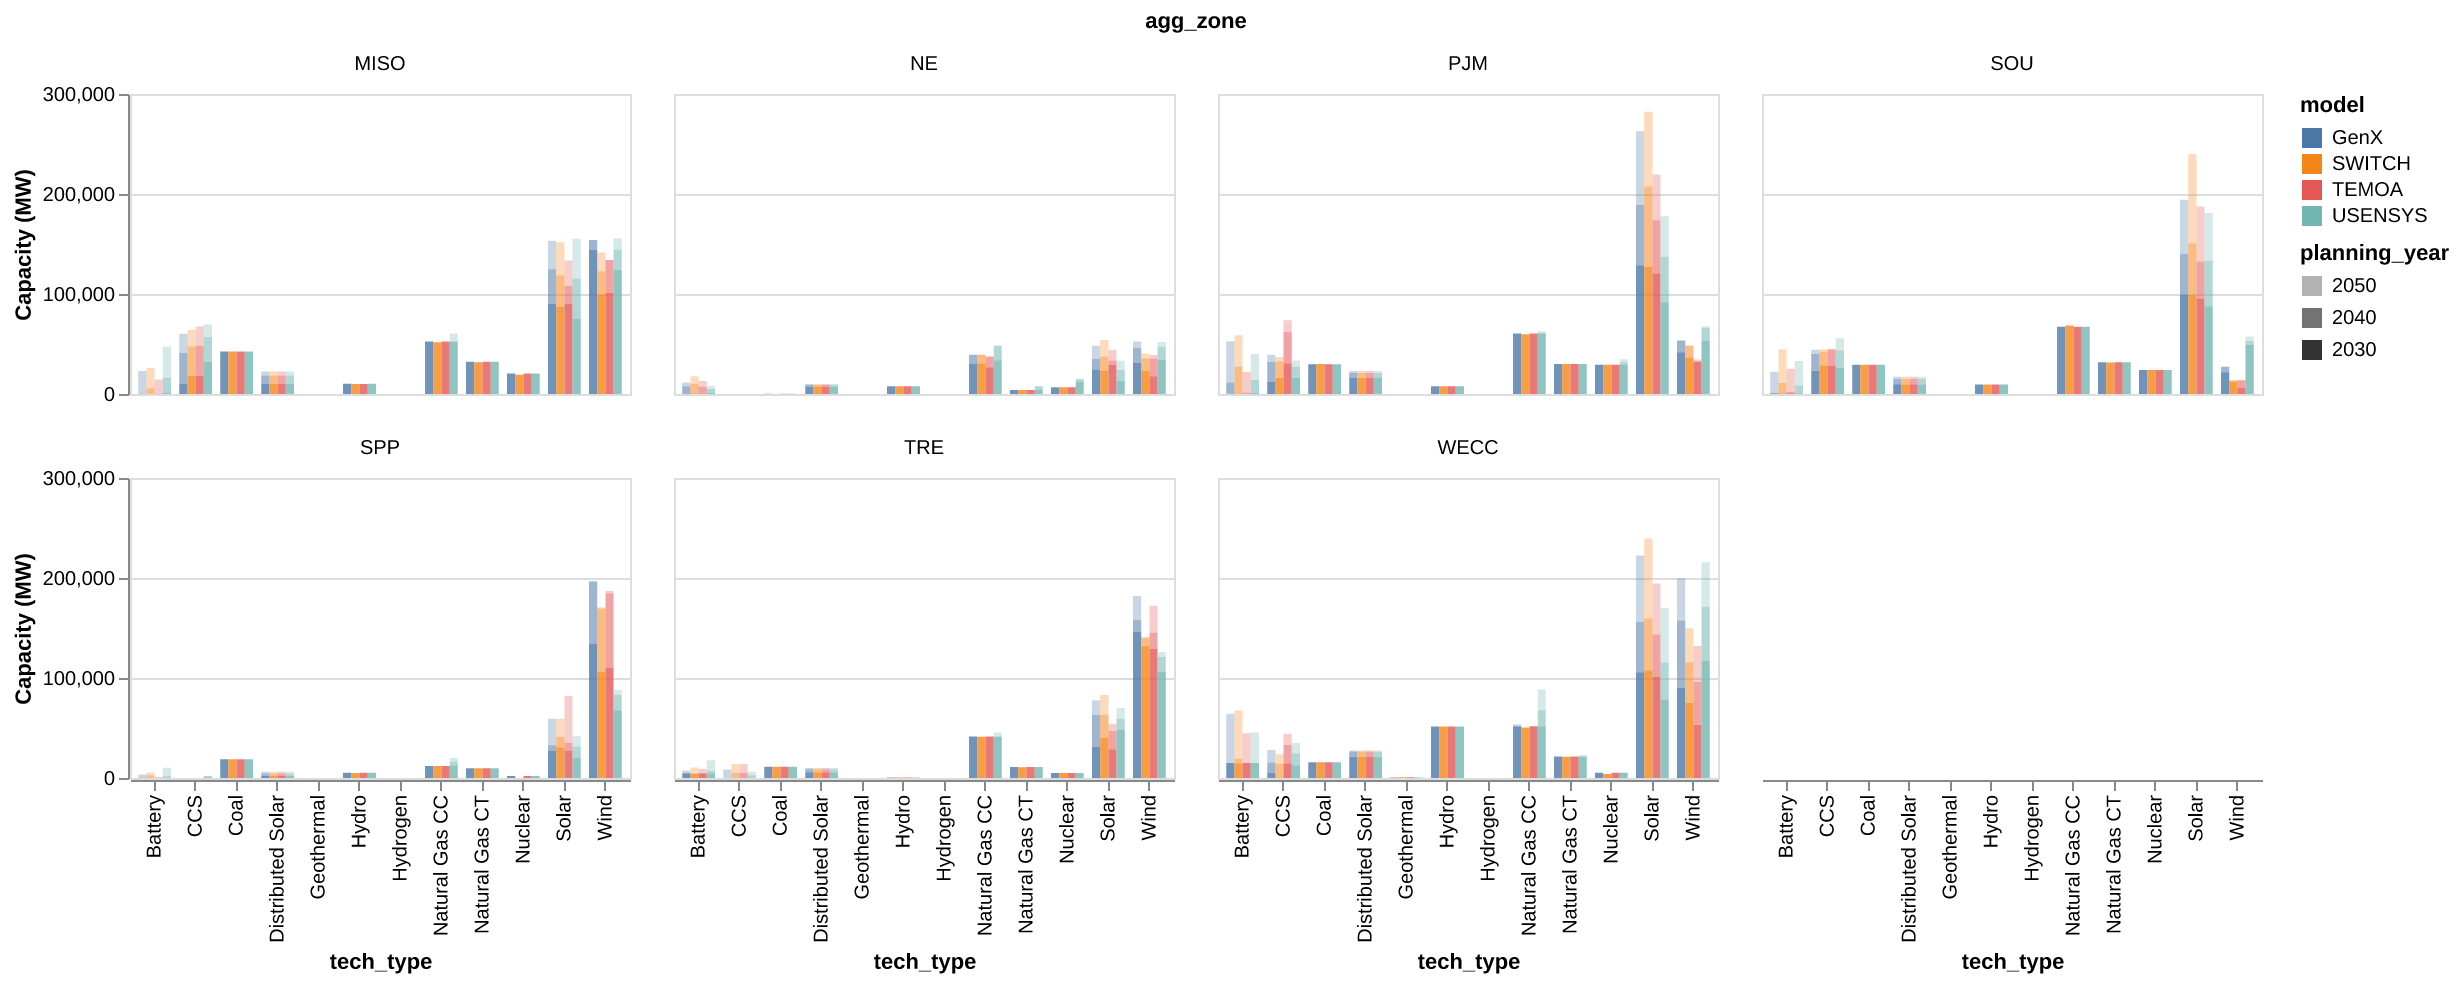 agg_zone
MISO
NE
PJM
SOU
Capacity (MW)
300,000
200,000
100,000
0
model
GenX
SWITCH
TEMOA
USENSYS
planning_year
2050
2040
2030
SPP
TRE
WECC
Capacity (MW)
300,000
200,000
100,000
0
Battery
CCS
Coal
Distributed Solar
Geothermal
Hydro
Hydrogen
Natural Gas CC
Natural Gas CT
Nuclear
Solar
Wind
Battery
CCS
Coal
Distributed Solar
Geothermal
Hydro
Hydrogen
Natural Gas CC
Natural Gas CT
Nuclear
Solar
Wind
Battery
CCS
Coal
Distributed Solar
Geothermal
Hydro
Hydrogen
Natural Gas CC
Natural Gas CT
Nuclear
Solar
Wind
Battery
CCS
Coal
Distributed Solar
Geothermal
Hydro
Hydrogen
Natural Gas CC
Natural Gas CT
Nuclear
Solar
Wind
tech_type
tech_type
tech_type
tech_type